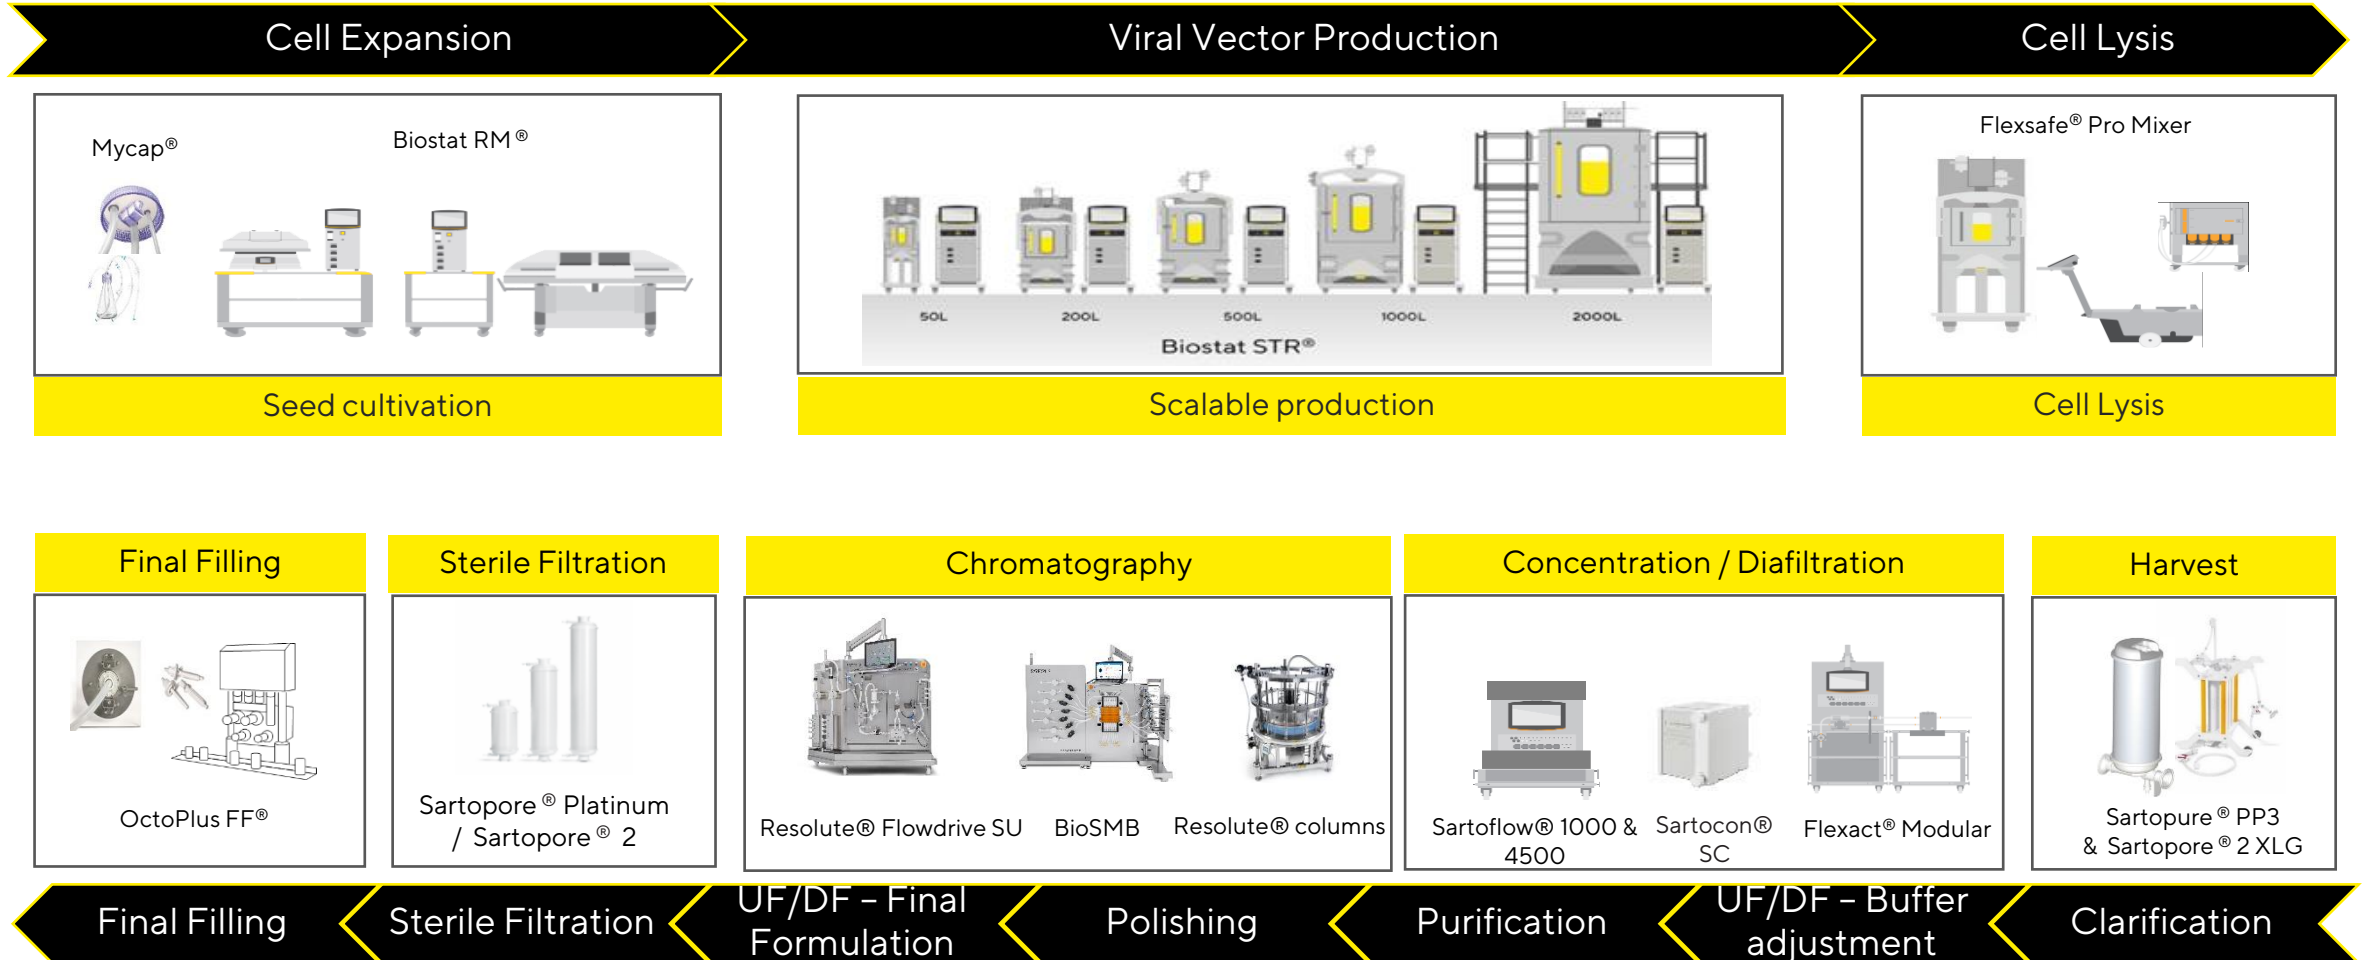 Cell Expansion
Viral Vector Production
Cell Lysis
Mycap®
Biostat RM ®
50L
200L
500L
1000L
2000L
Biostat STR®
Flexsafe® Pro Mixer
Seed cultivation
Scalable production
Cell Lysis
Final Filling
Sterile Filtration
Chromatography
Concentration / Diafiltration
Harvest
OctoPlus FF®
Sartopore ® Platinum
/ Sartopore ® 2
Resolute® Flowdrive SU
BioSMB
Resolute® columns
Sartoflow® 1000 &
4500
Sartocon®
SC
Flexact® Modular
Sartopure ® PP3
& Sartopore ® 2 XLG
Final Filling
Sterile Filtration
UF/DF – Final
Formulation
Polishing
Purification
UF/DF – Buffer
adjustment
Clarification